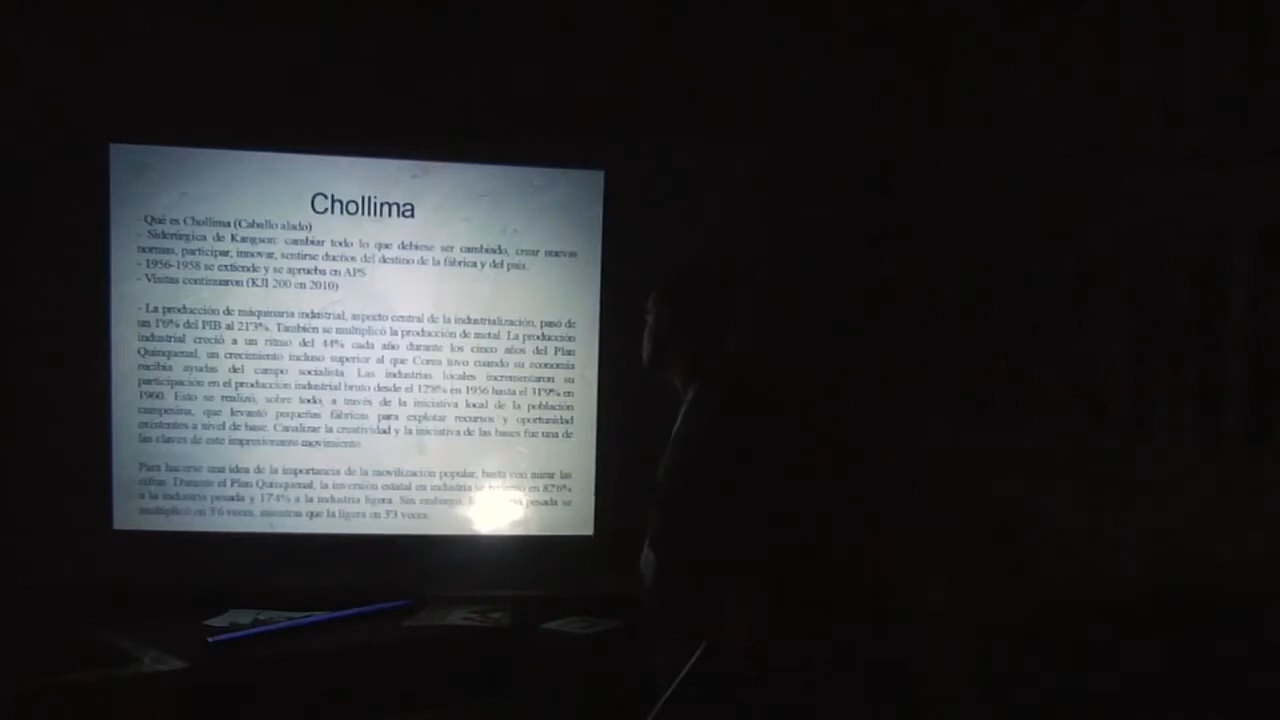 Chollima
- Qué es Chollima (Caballo alado)
- Siderúrgica de Kangson: cambiar todo lo que debiese ser cambiado, crear nuevas
normas, participar, innovar, sentirse dueños del destino de la fábrica y del país.
- 1956-1958 se extiende y se aprueba en APS
- Visitas continuaron (KJI 200 en 2010)
- La producción de máquinaria industrial, aspecto central de la industrialización, pasó de
un 1'6% del PIB al 21'3%. También se multiplicó la producción de metal. La producción
industrial creció a un ritmo del 44% cada año durante los cinco años del Plan
Quinquenal, un crecimiento incluso superior al que Corea tuvo cuando su economía
recibía ayudas del campo socialista. Las industrias locales incrementaron su
participación en el producción industrial bruto desde el 12'8% en 1956 hasta el 31'9% en
1960. Esto se realizó, sobre todo, a través de la iniciativa local de la población
campesina, que levantó pequeñas fábricas para explotar recursos y oportunidad
existentes a nivel de base. Canalizar la creatividad y la iniciativa de las bases fue una de
las claves de este impresionante movimiento
Para hacerse una idea de la importancia de la movilización popular, basta con mirar las
cifras. Durante el Plan Quinquenal, la inversión estatal en industria se en 82'6%
a la industria pesada y 17'4% a la industria ligera. Sin embargo, pesada se
multiplicó en 3'6 veces, mientras que la ligera en 3'3 veces.